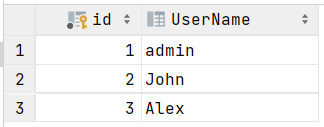 id UserName
1 1 admin
2 2 John
3 3 Alex